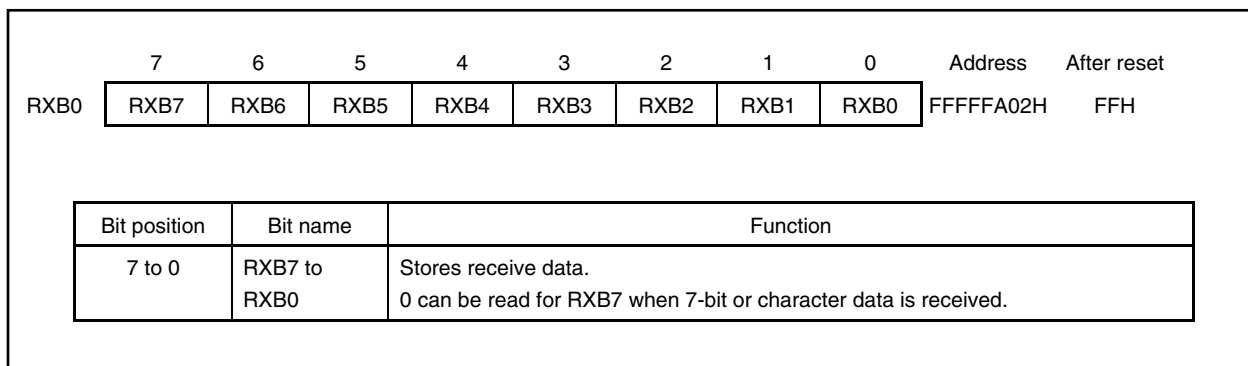 7 6 5 4 3 2 1 0 Address After reset
RXB0 RXB7 RXB6 RXB5 RXB4 RXB3 RXB2 RXB1 RXB0 FFFFFA02H FFH
Bit position Bit name Function
7 to 0 RXB7 to Stores receive data.
RXB0 0 can be read for RXB7 when 7-bit or character data is received.